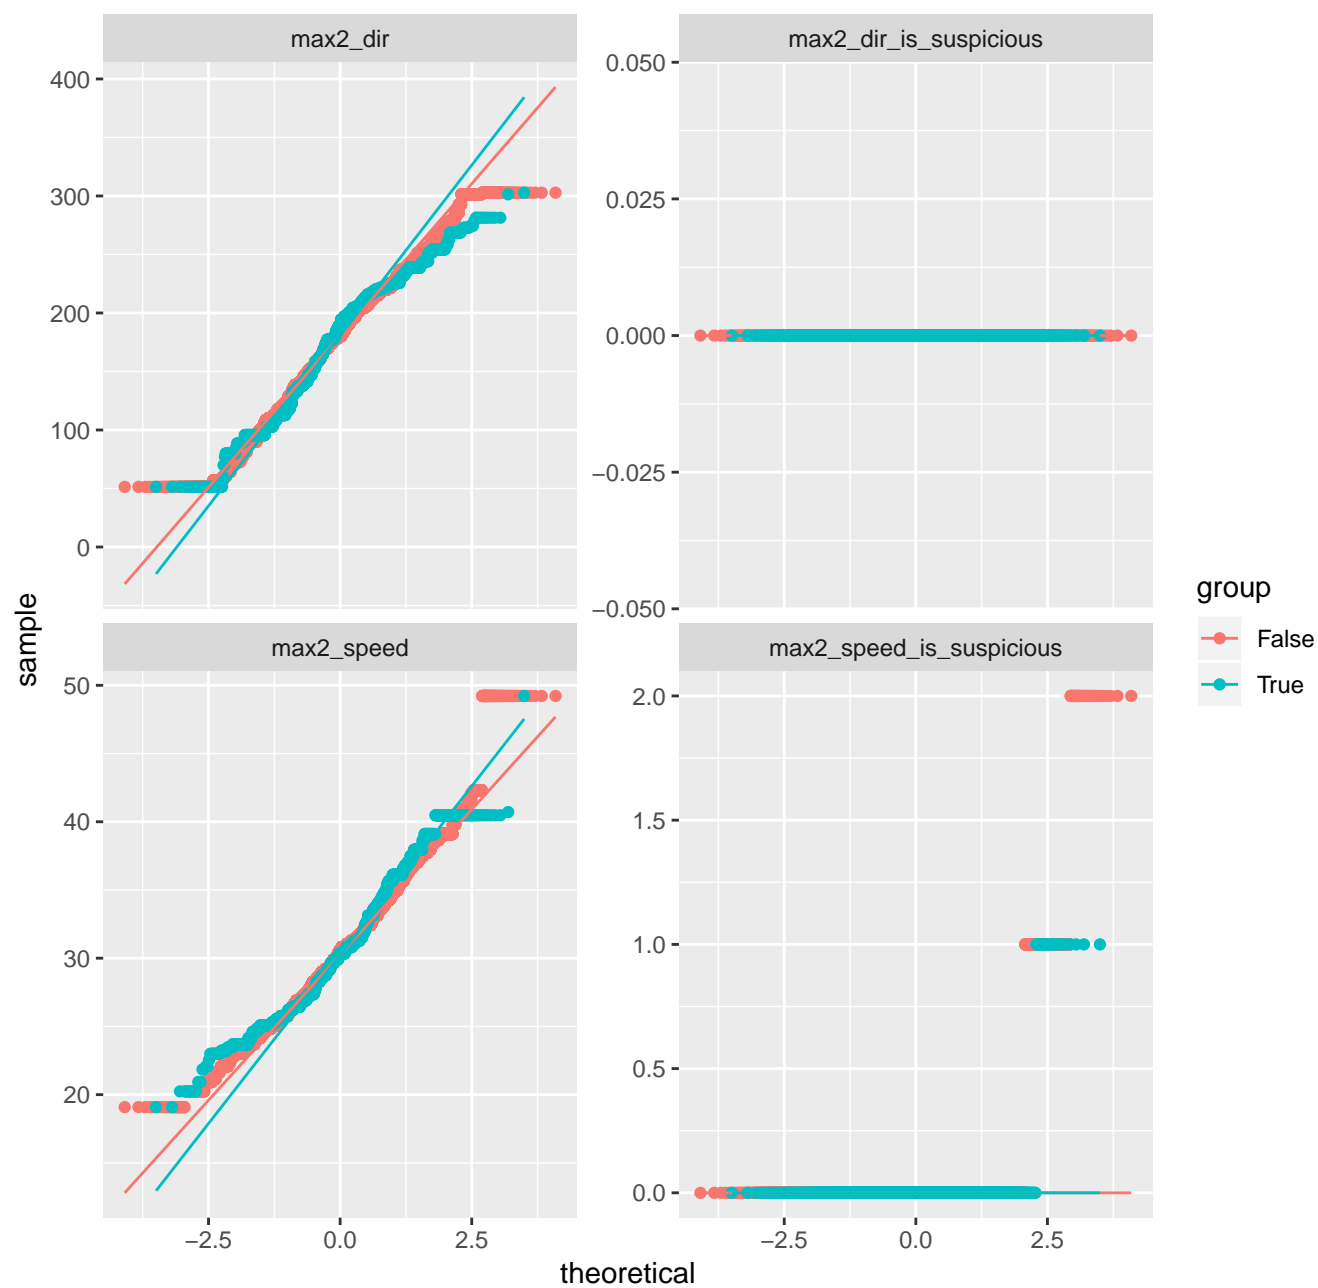 max2_dir
max2_dir_is_suspicious
400
300
200
100
0
0.050
0.025
0.000
−0.025
−0.050
max2_speed
max2_speed_is_suspicious
50
40
30
20
2.0
1.5
1.0
0.5
0.0
−2.5 0.0 2.5
−2.5 0.0 2.5
theoretical
sample
group
False
True